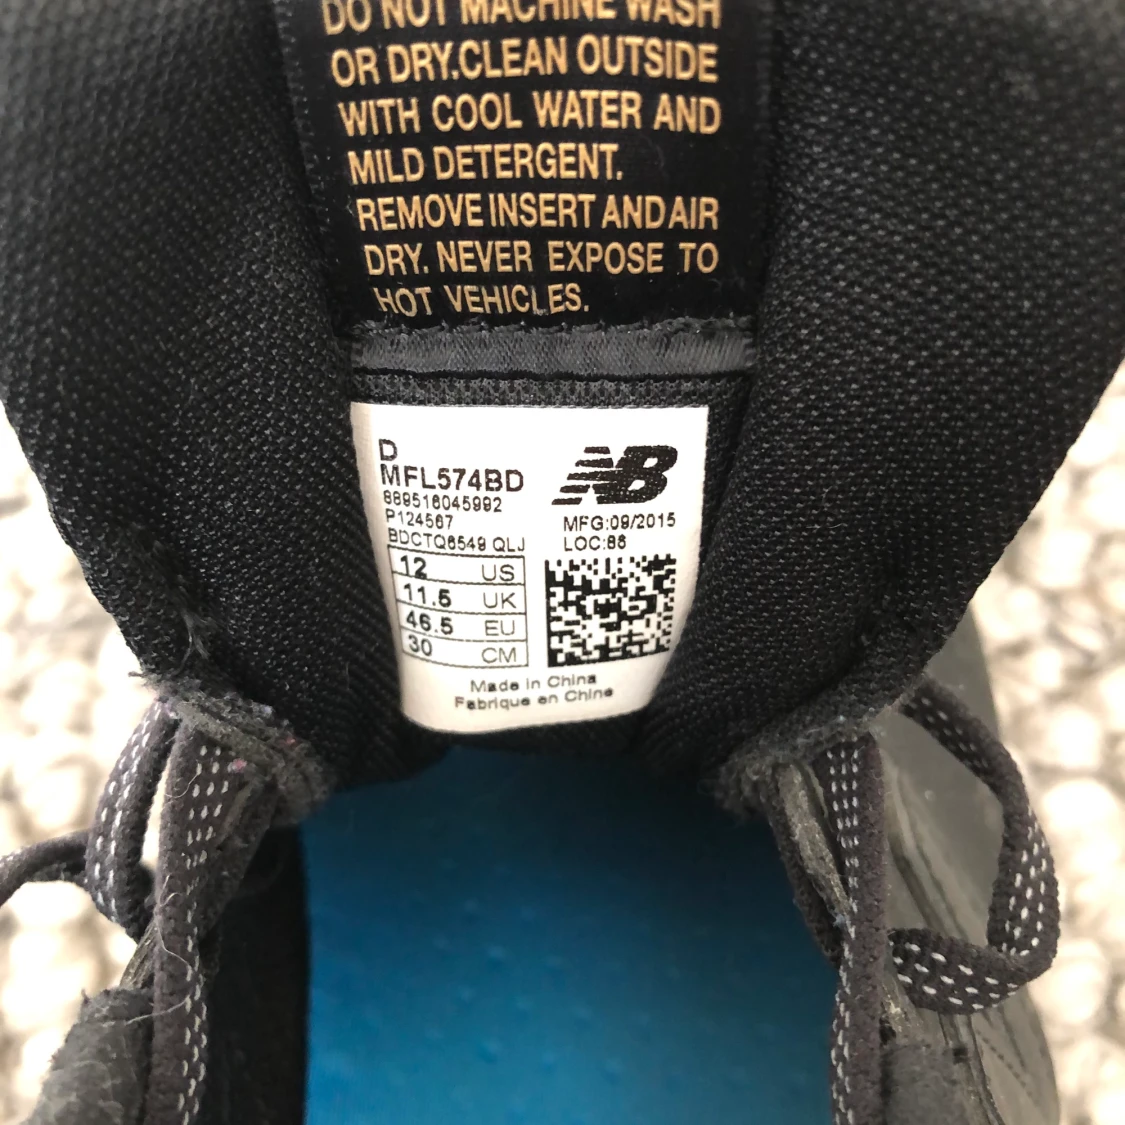 DO NOT MACHINE WASH
OR DRY.CLEAN OUTSIDE
WITH COOL WATER AND
MILD DETERGENT.
REMOVE INSERT AND AIR
DRY. NEVER EXPOSE TO
HOT VEHICLES.
D
MFL574BD
889516045992
P124567
BDCTQ6549 QLJ
12 US
11.5 UK
46.5 EU
30 CM
NB
MFG:09/2015
LOC:86
Made in China
Fabrique en Chine